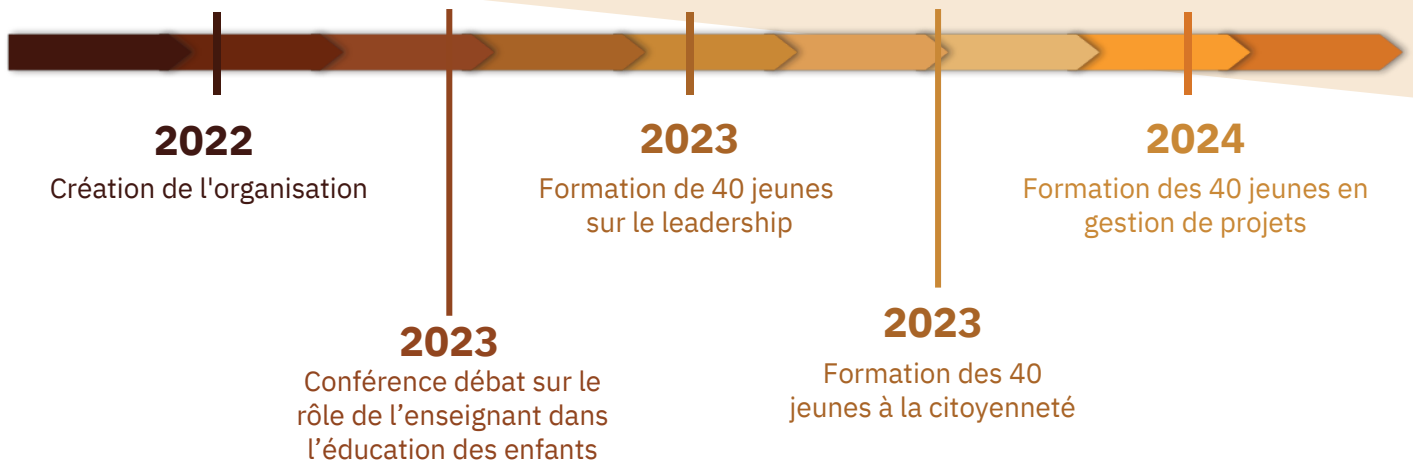 2022
Création de l'organisation
2023
Conférence débat sur le
rôle de l’enseignant dans
l’éducation des enfants
2023
Formation de 40 jeunes
sur le leadership
2023
Formation des 40
jeunes à la citoyenneté
2024
Formation des 40 jeunes en
gestion de projets